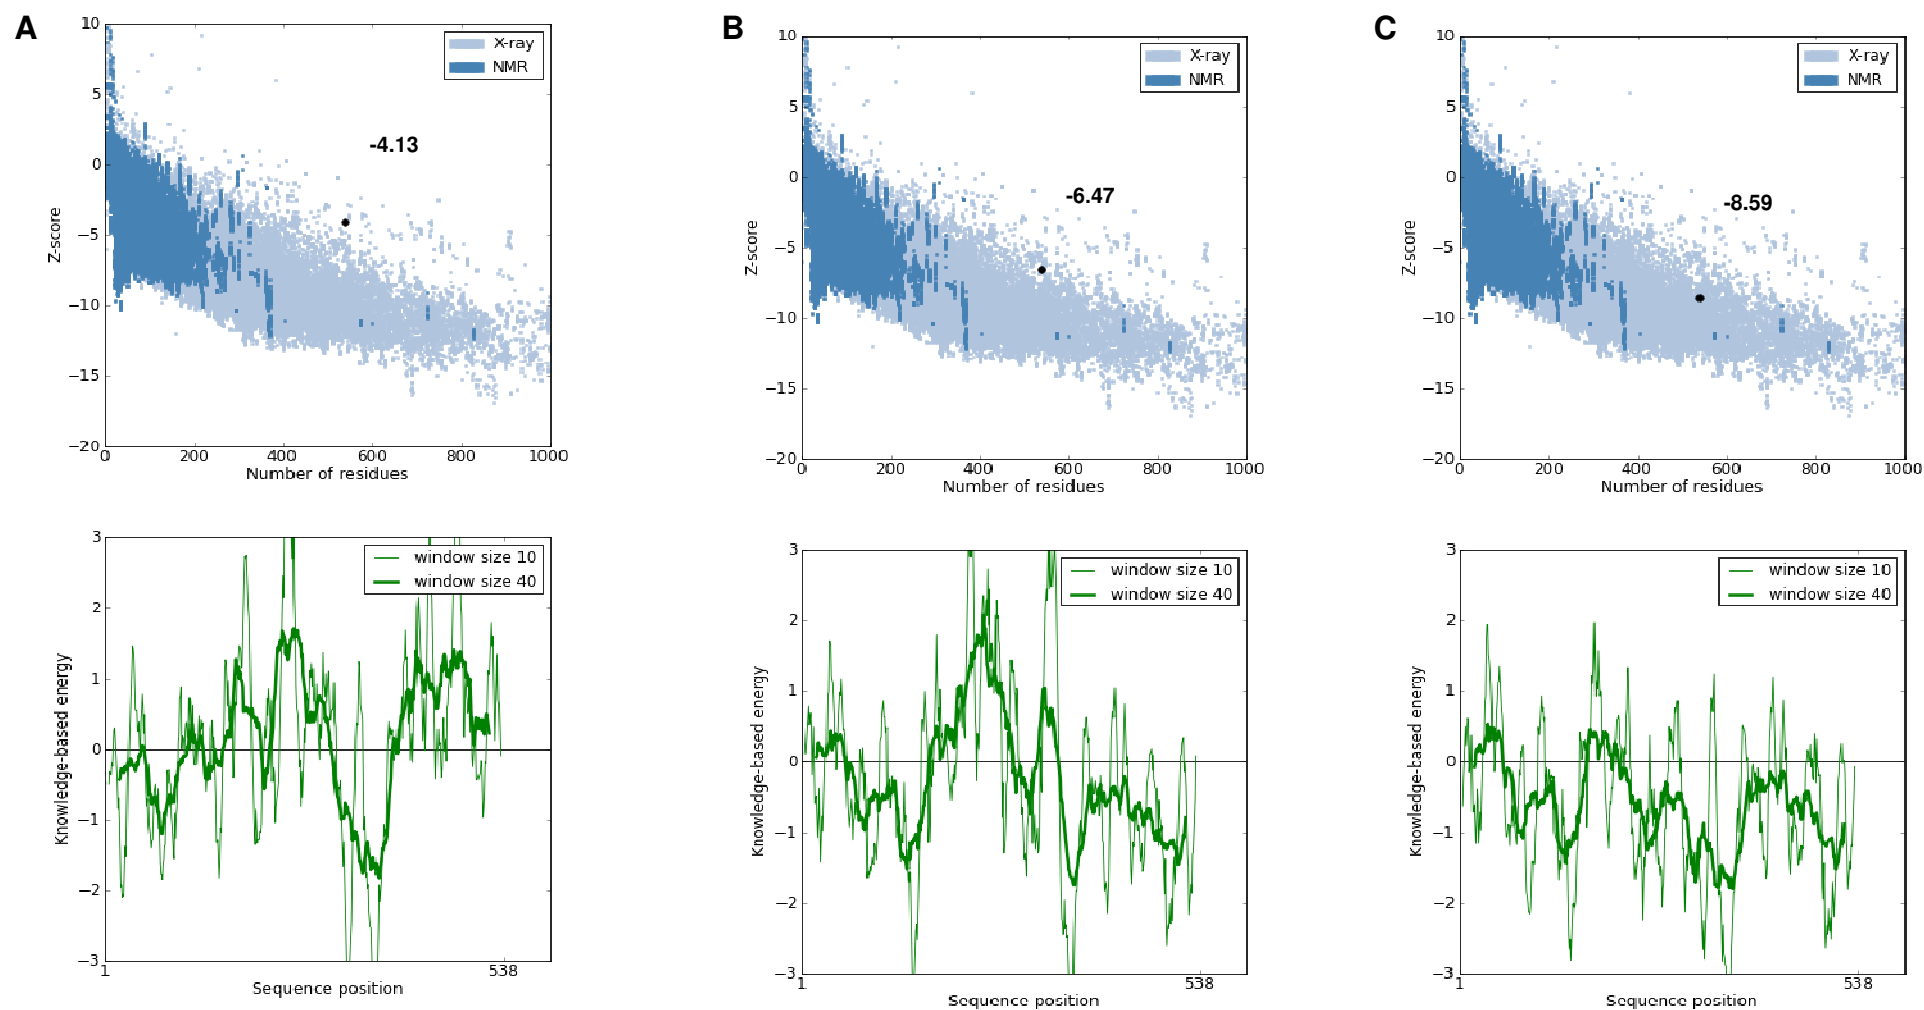 A
10
5
0
−5
−10
−15
−20
Z-score
X-ray
NMR
-4.13
0
200
400
600
800
1000
Number of residues
B
10
5
0
−5
−10
−15
−20
Z-score
X-ray
NMR
-6.47
0
200
400
600
800
1000
Number of residues
C
10
5
0
−5
−10
−15
−20
Z-score
X-ray
NMR
-8.59
0
200
400
600
800
1000
Number of residues
3
2
1
0
−1
−2
−3
Knowledge-based energy
window size 10
window size 40
1
538
Sequence position
3
2
1
0
−1
−2
−3
Knowledge-based energy
window size 10
window size 40
1
538
Sequence position
3
2
1
0
−1
−2
−3
Knowledge-based energy
window size 10
window size 40
1
538
Sequence position